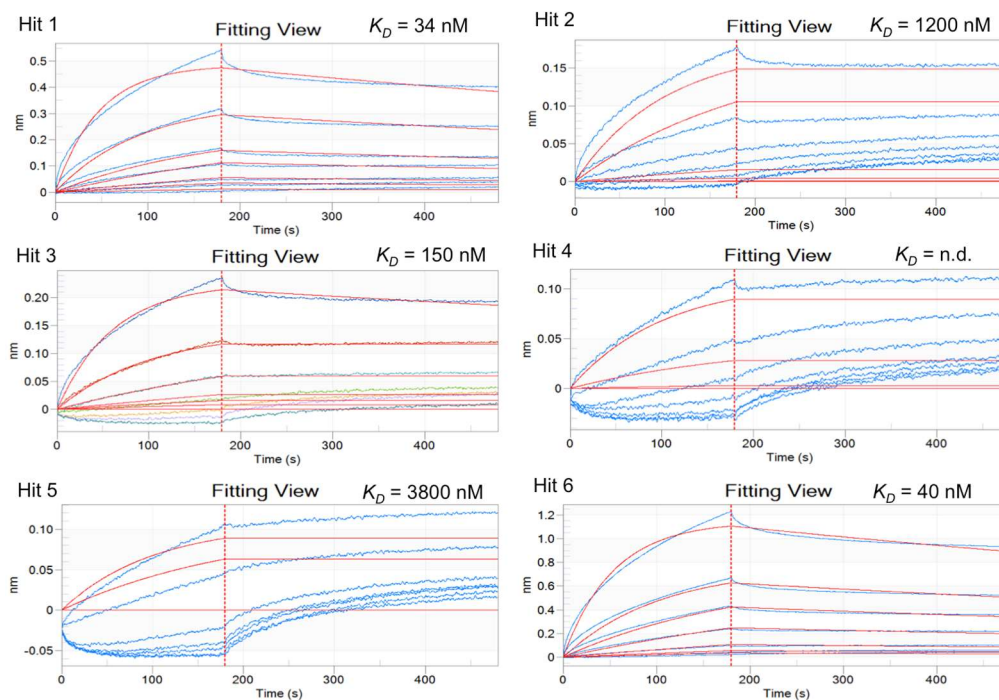 Hit 1
Fitting View
K_D = 34 nM
0.5
0.4
nm
0.3
0.2
0.1
0
0
100
200
300
400
Time (s)
Hit 2
Fitting View
K_D = 1200 nM
0.15
0.10
nm
0.05
0
0
100
200
300
400
Time (s)
Hit 3
Fitting View
K_D = 150 nM
0.20
0.15
nm
0.10
0.05
0
0
100
200
300
400
Time (s)
Hit 4
Fitting View
K_D = n.d.
0.10
nm
0.05
0
0
100
200
300
400
Time (s)
Hit 5
Fitting View
K_D = 3800 nM
0.10
nm
0.05
0
-0.05
0
100
200
300
400
Time (s)
Hit 6
Fitting View
K_D = 40 nM
1.2
1.0
0.8
nm
0.6
0.4
0.2
0
0
100
200
300
400
Time (s)